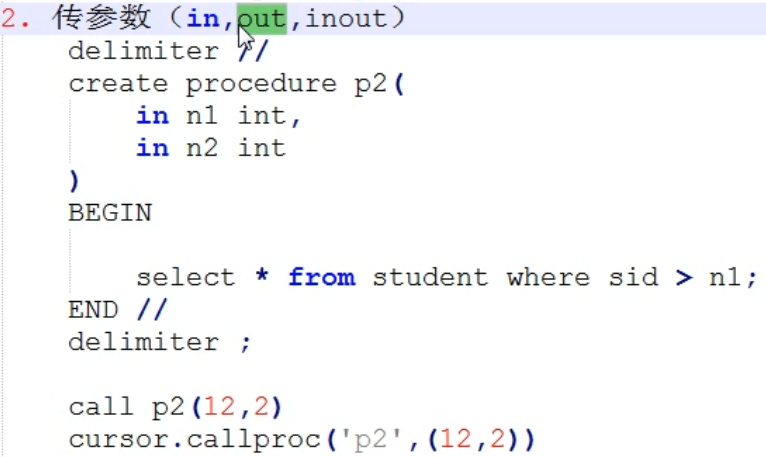 2. 传参数（in,out,inout）
delimiter //
create procedure p2(
in n1 int,
in n2 int
)
BEGIN
select * from student where sid > n1;
END //
delimiter ;
call p2(12,2)
cursor.callproc('p2',(12,2))